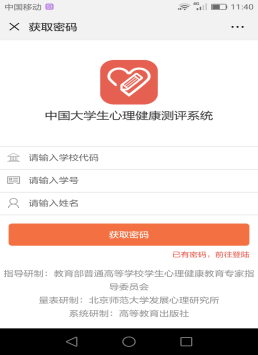 中国移动 11:40
获取密码
中国大学生心理健康测评系统
请输入学校代码
请输入学号
请输入姓名
获取密码
已有密码，前往登陆
指导研制：教育部普通高等学校学生心理健康教育专家指
导委员会
量表研制：北京师范大学发展心理研究所
系统研制：高等教育出版社